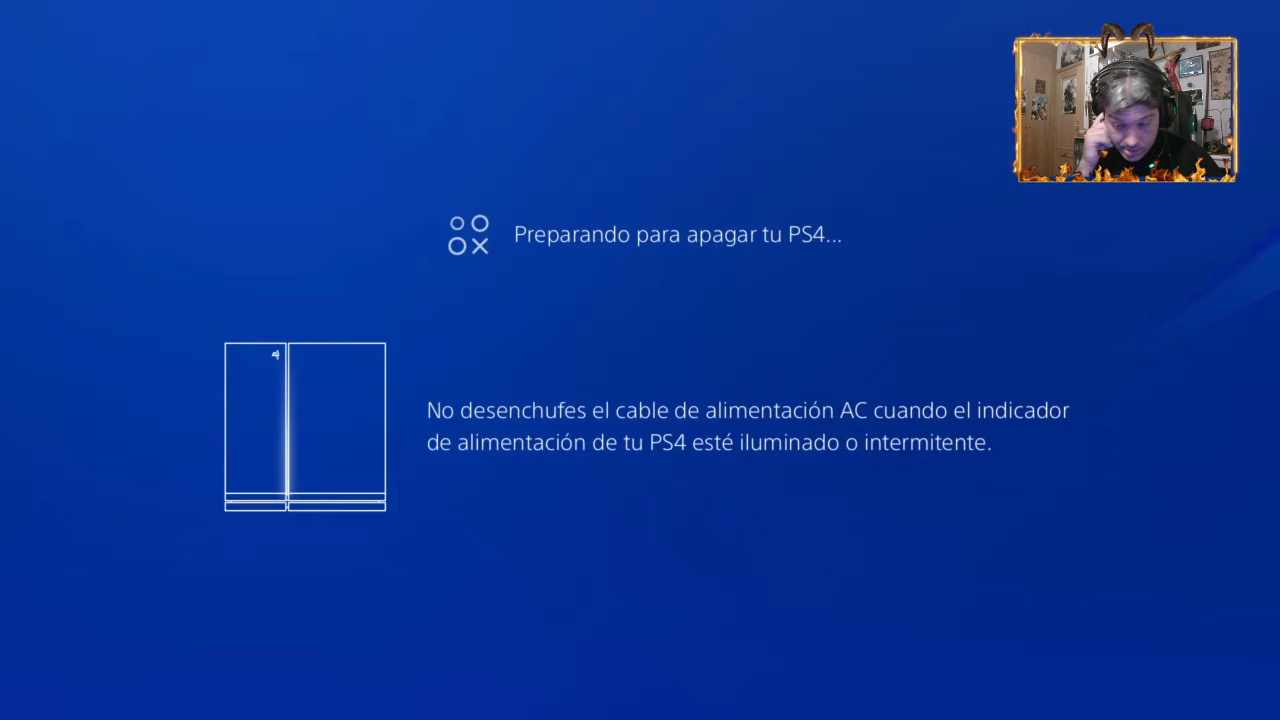 Preparando para apagar tu PS4...
No desenchufes el cable de alimentación AC cuando el indicador
de alimentación de tu PS4 esté iluminado o intermitente.